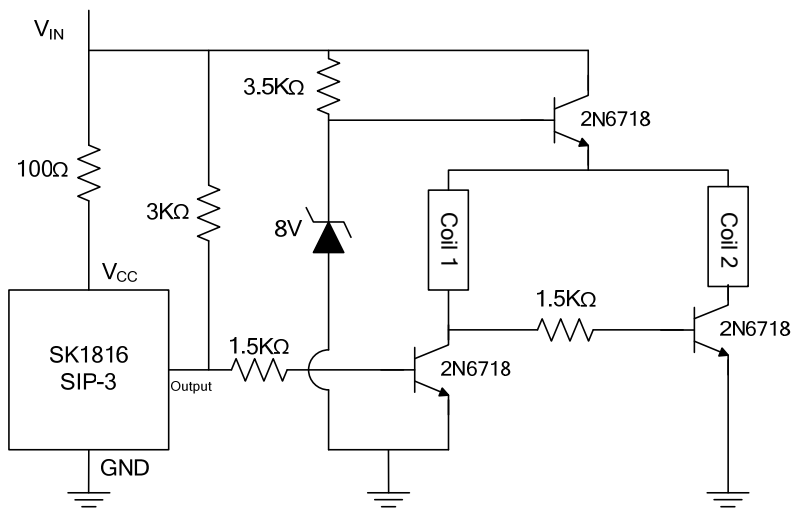 VIN
3.5KΩ
2N6718
100Ω
3KΩ
8V
Coil 1
Coil 2
VCC
1.5KΩ
2N6718
SK1816
SIP-3
Output
1.5KΩ
2N6718
GND